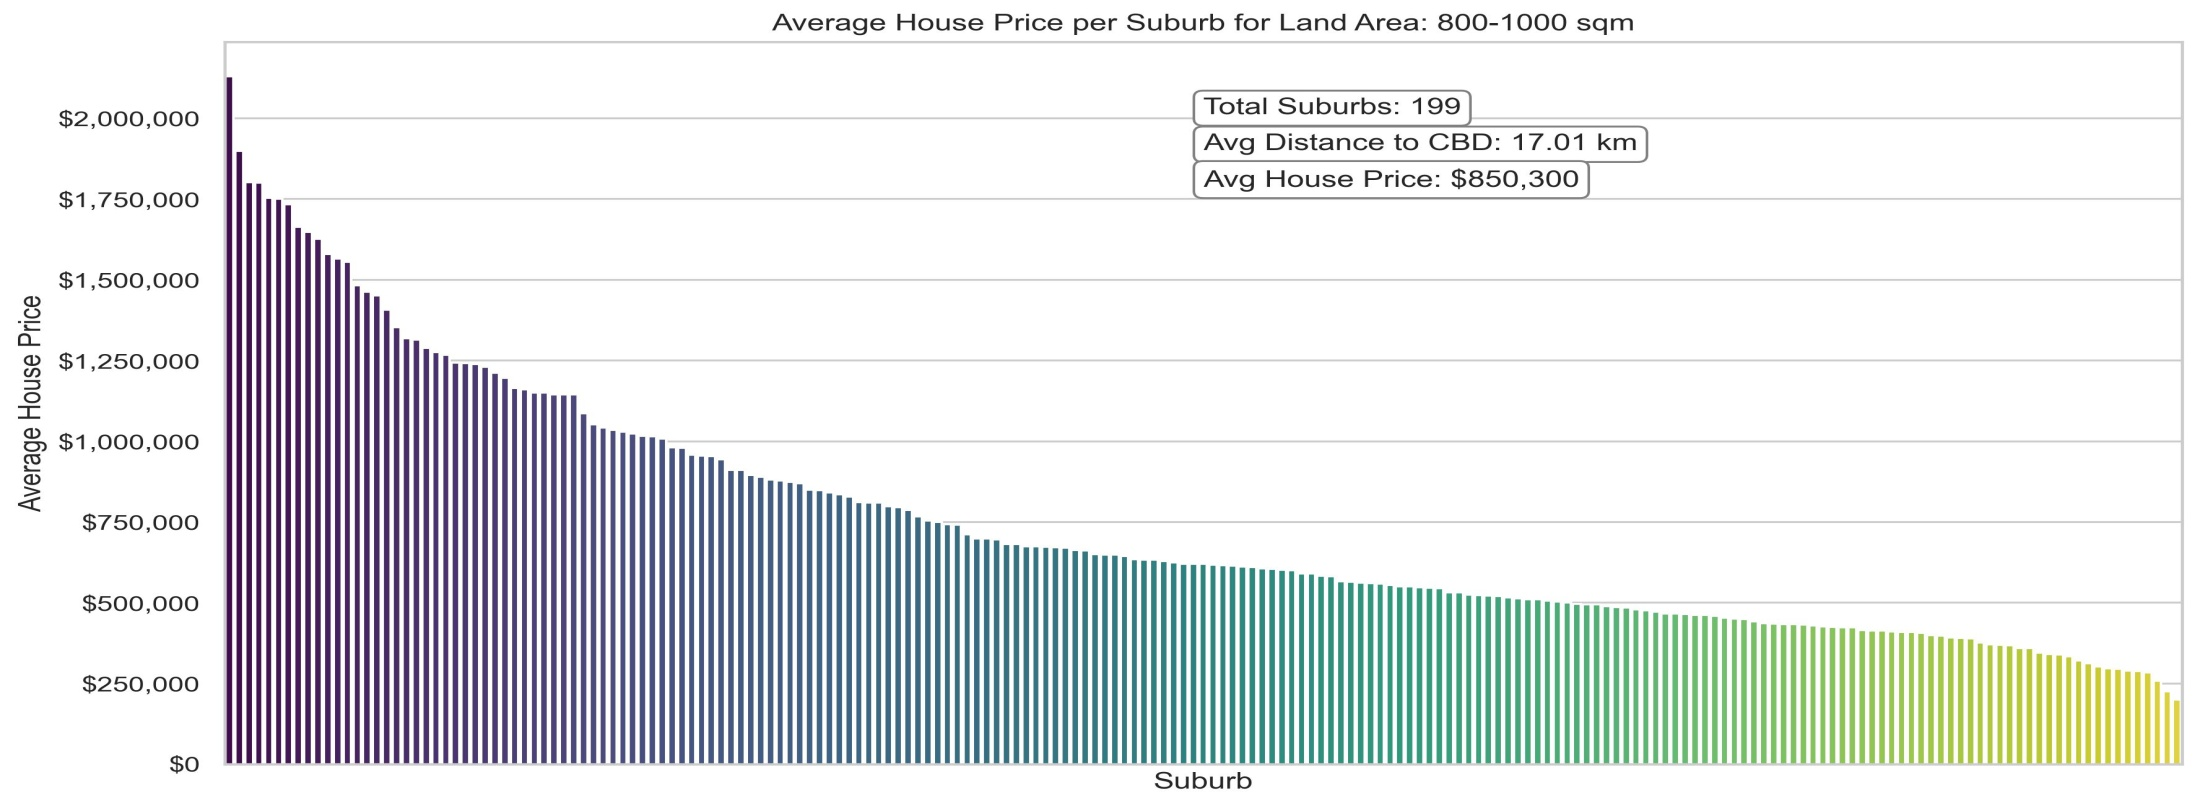 Average House Price per Suburb for Land Area: 800-1000 sqm
Total Suburbs: 199
Avg Distance to CBD: 17.01 km
Avg House Price: $850,300
Average House Price
$2,000,000
$1,750,000
$1,500,000
$1,250,000
$1,000,000
$750,000
$500,000
$250,000
$0
Suburb